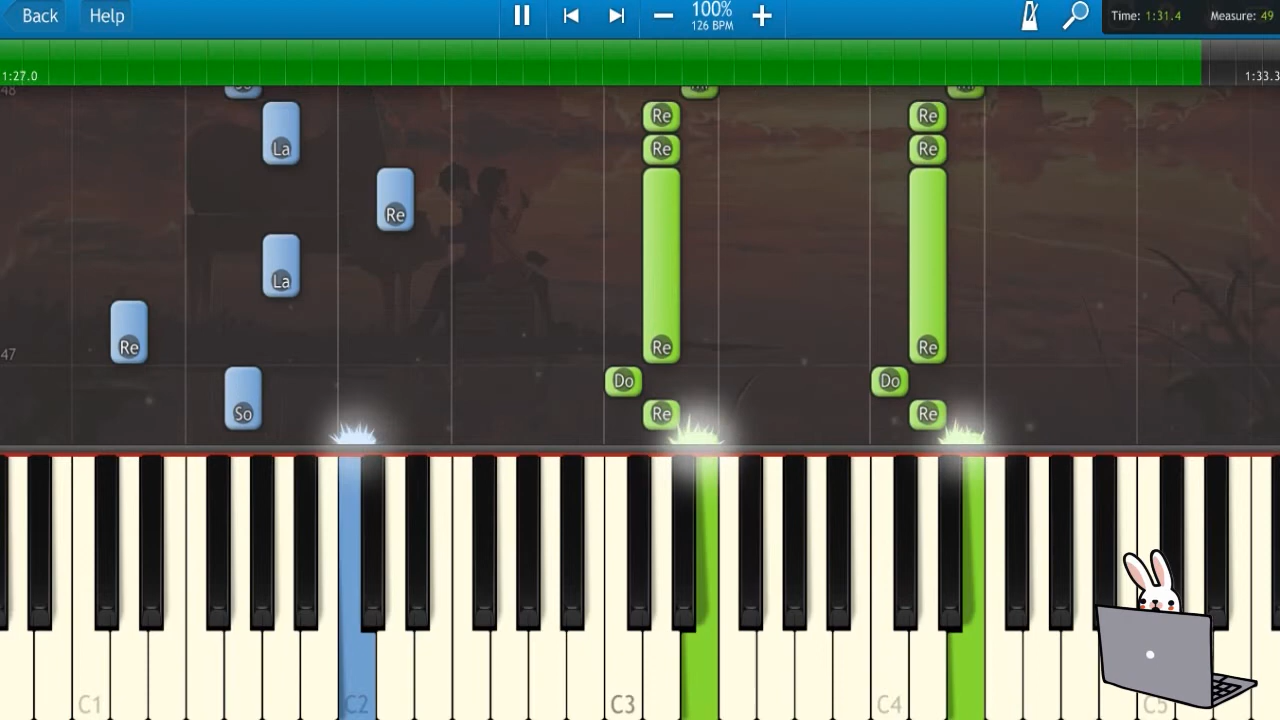 Back
Help
100%
126 BPM
Time: 1:31.4
Measure: 49
1:27.0
1:33.3
48
La
Re
Re
Re
Re
Re
La
Re
Re
Re
47
Do
Do
So
Re
Re
C1
C2
C3
C4
C5